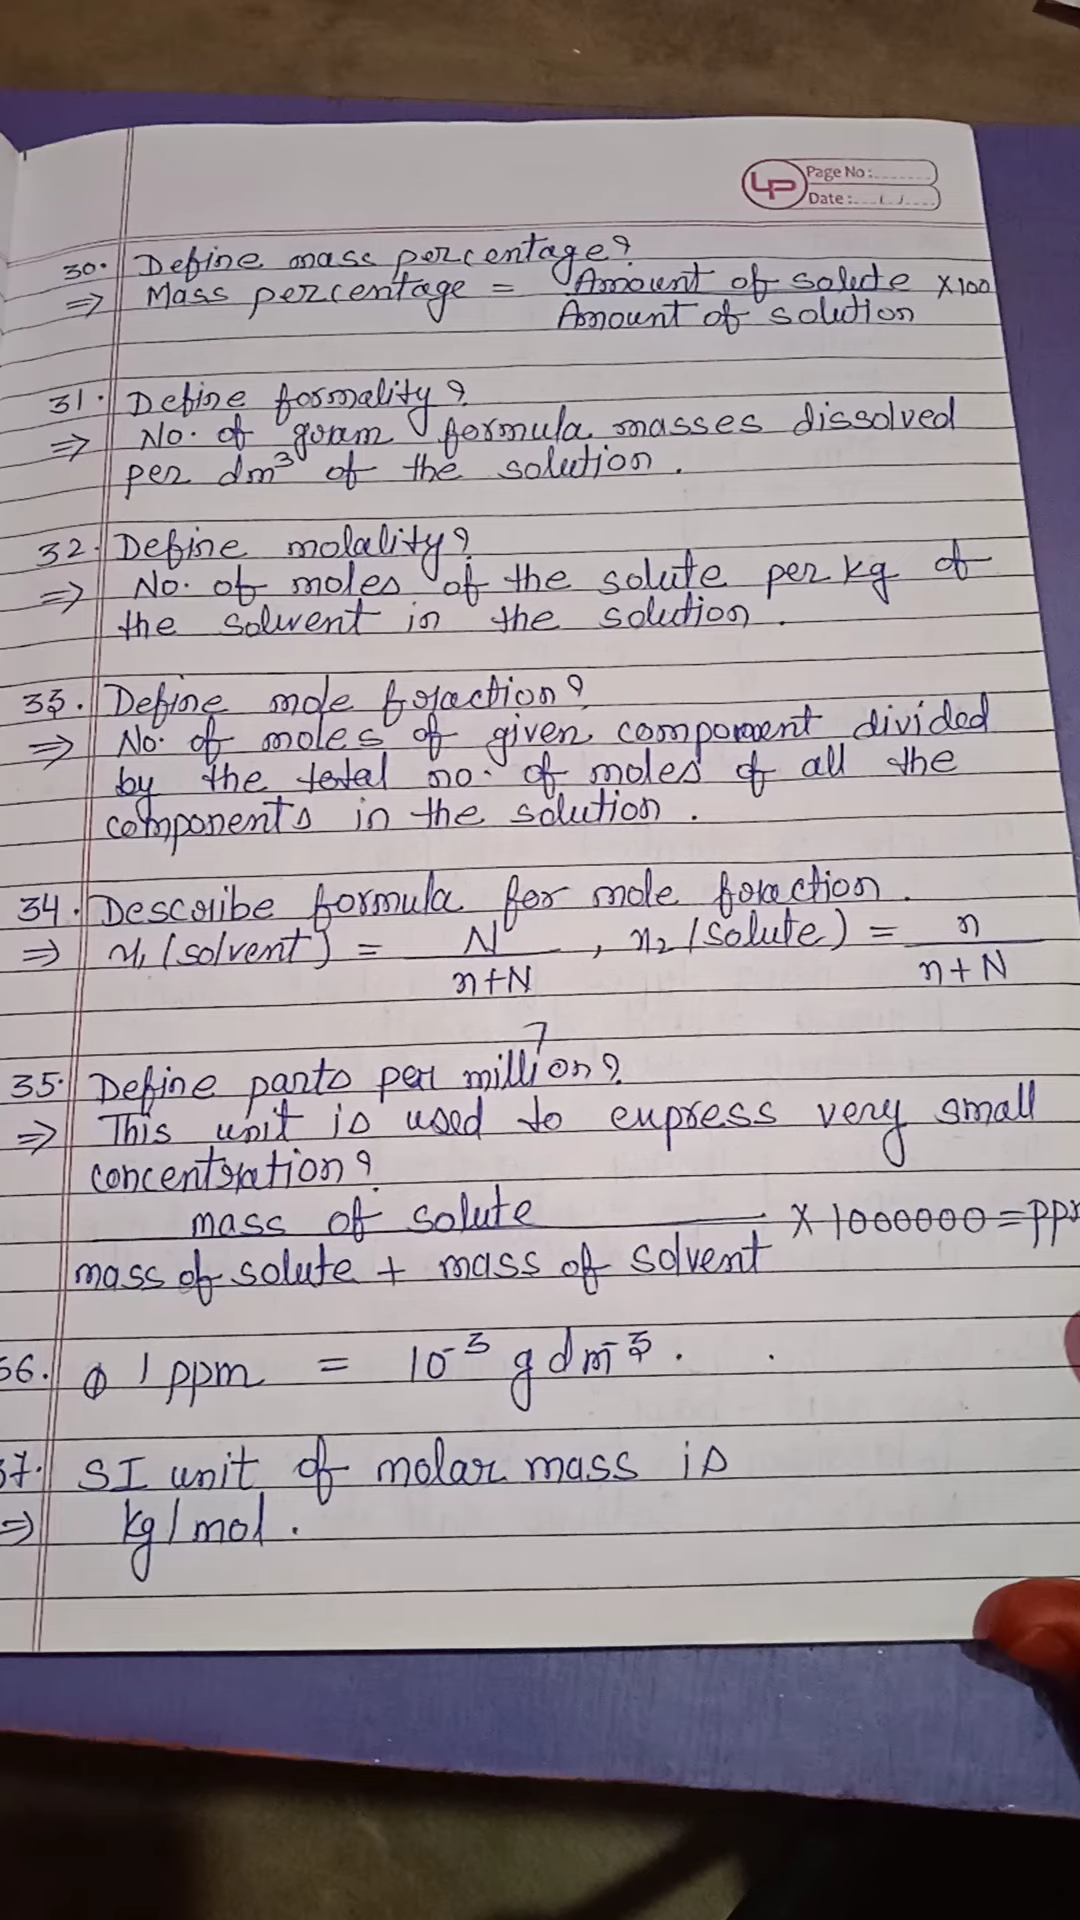 LP
Page No:........
Date:.../.../....
30. Define mass percentage?
⇒ Mass percentage = Amount of solute ×100
Amount of solution
31. Define formality?
⇒ No. of gram formula masses dissolved
per dm³ of the solution.
32. Define molality?
⇒ No. of moles of the solute per kg of
the solvent in the solution.
33. Define mole fraction?
⇒ No. of moles of given component divided
by the total no. of moles of all the
components in the solution.
34. Describe formula for mole fraction.
⇒ x₁ (solvent) = N/n+N , x₂ (solute) = n/n+N
7
35. Define parts per million?
⇒ This unit is used to express very small
concentration?
mass of solute × 1000000 = pp
mass of solute + mass of solvent
36. 1 ppm = 10⁻³ g dm⁻³.
37. SI unit of molar mass is
⇒ kg/mol.